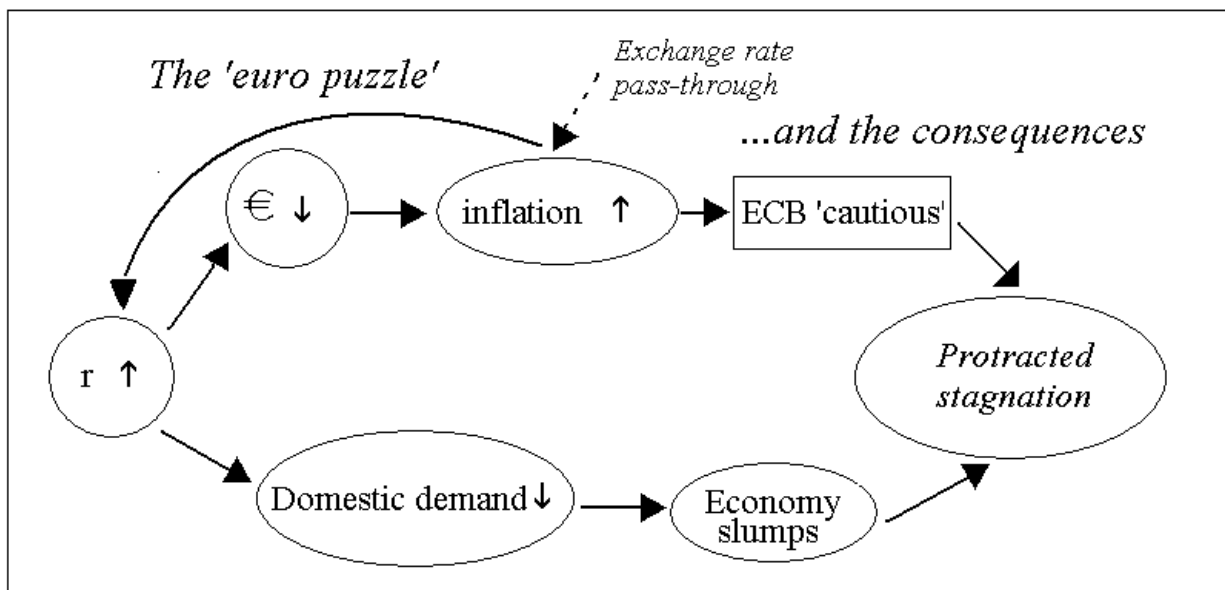 The 'euro puzzle'
Exchange rate
pass-through
...and the consequences
€ ↓
inflation ↑
ECB 'cautious'
r ↑
Protracted
stagnation
Domestic demand↓
Economy
slumps